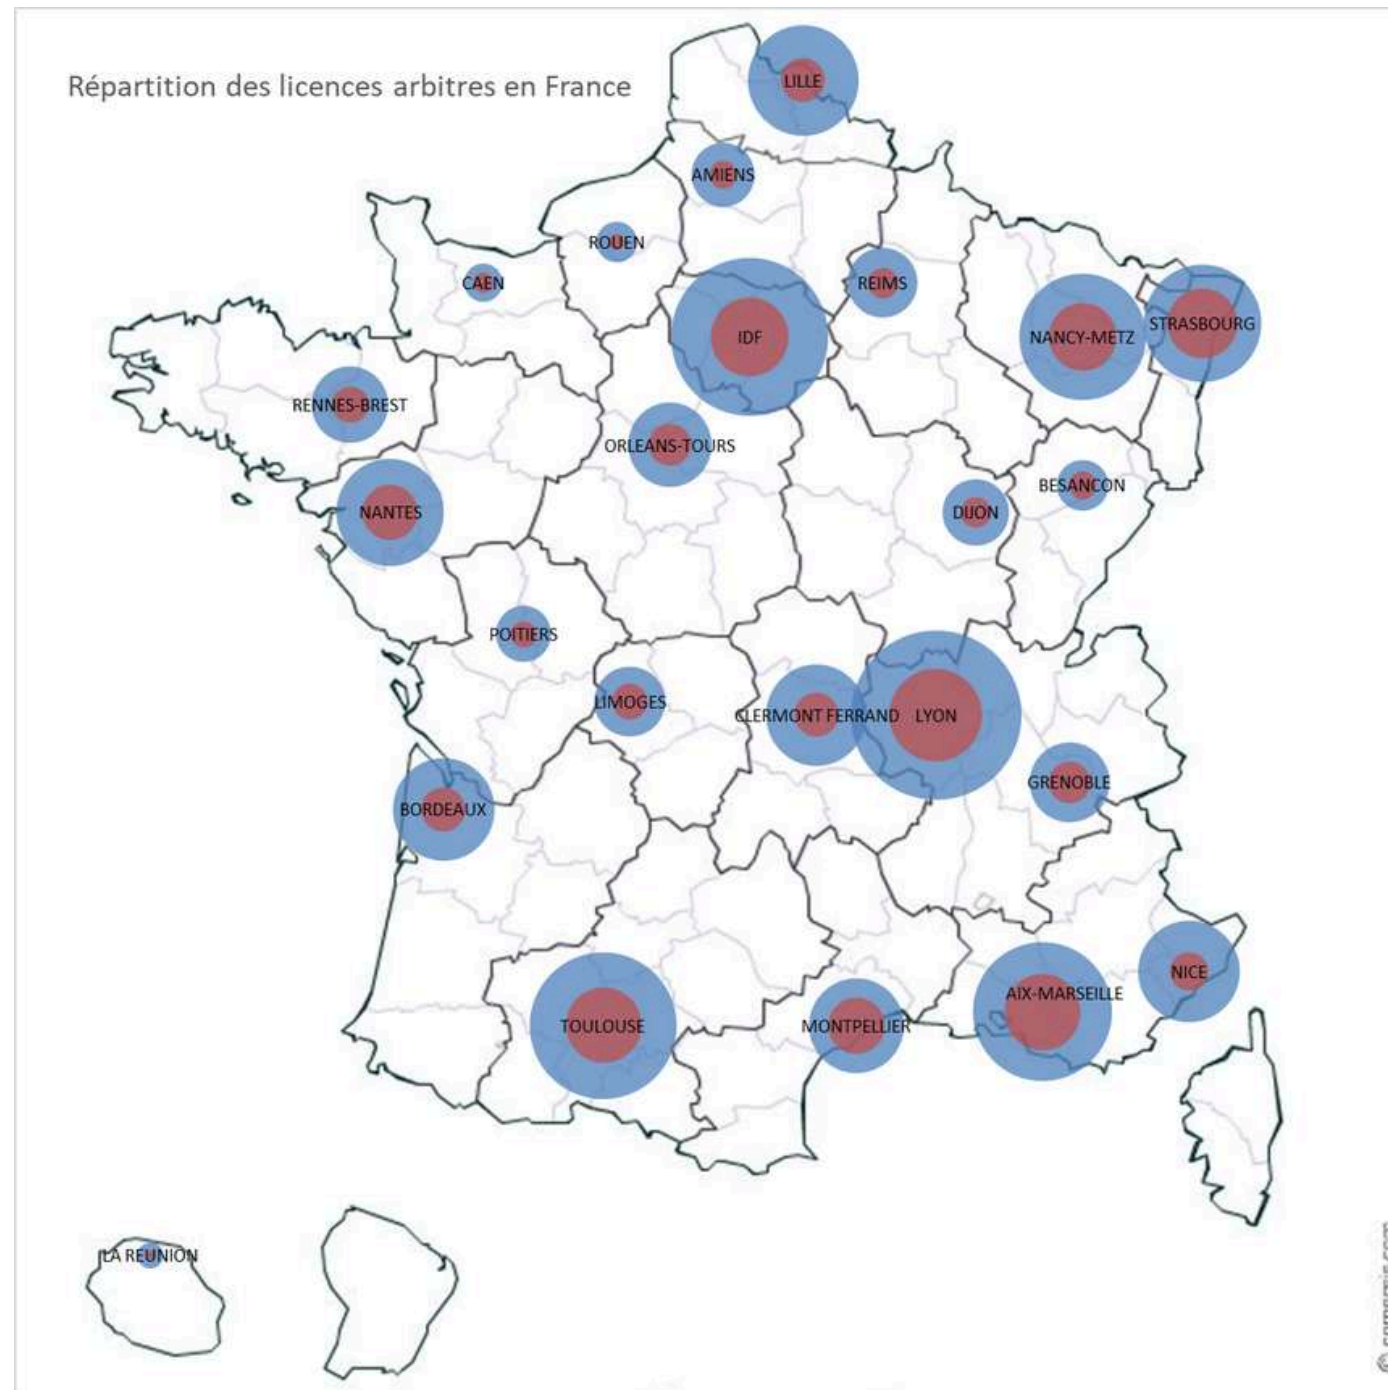 Répartition des licences arbitres en France
LILLE
AMIENS
ROUEN
CAEN
REIMS
IDF
NANCY-METZ
STRASBOURG
RENNES-BREST
ORLEANS-TOURS
BESANCON
NANTES
DIJON
POITIERS
LIMOGES
CLERMONT FERRAND
LYON
GRENOBLE
BORDEAUX
NICE
AIX-MARSEILLE
TOULOUSE
MONTPELLIER
LA REUNION